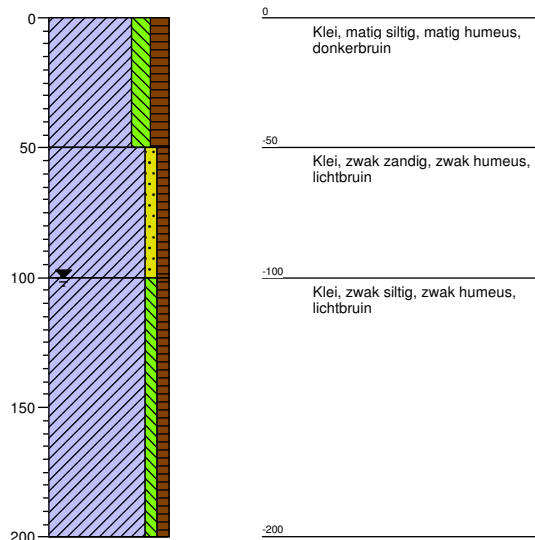 0
50
100
150
200
0
Klei, matig siltig, matig humeus,
donkerbruin
-50
Klei, zwak zandig, zwak humeus,
lichtbruin
-100
Klei, zwak siltig, zwak humeus,
lichtbruin
-200